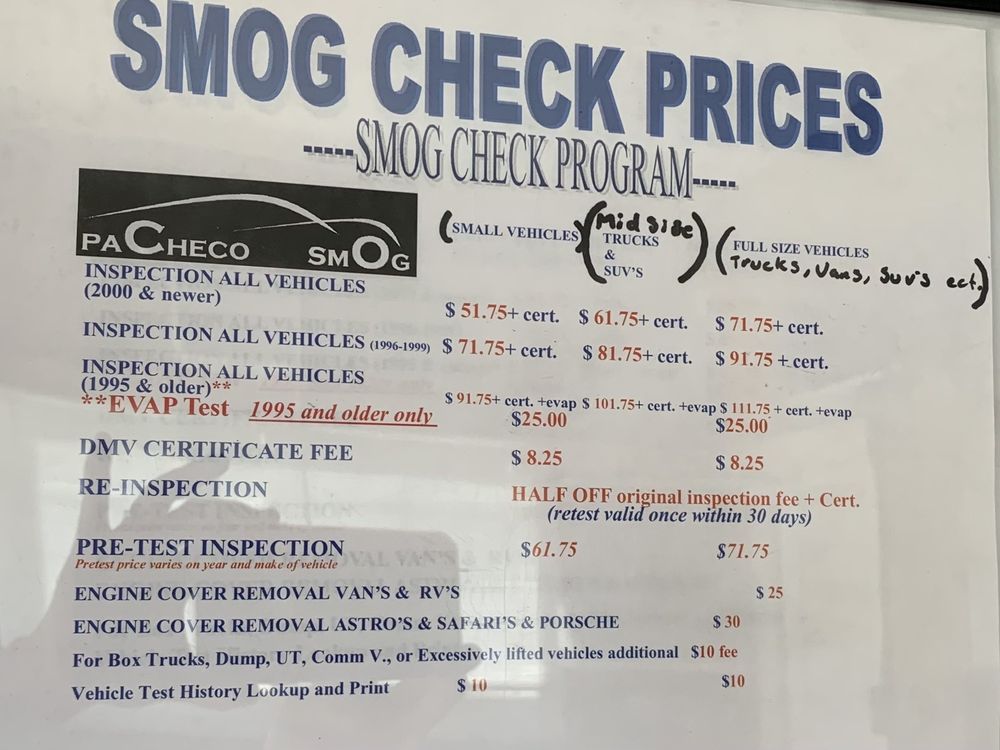 SMOG CHECK PRICES
-----SMOG CHECK PROGRAM-----
PACHECO SMOG
(SMALL VEHICLES)
(Mid size)
TRUCKS
&
SUV'S
(FULL SIZE VEHICLES
Trucks, Vans, Suv's ect.)
INSPECTION ALL VEHICLES
(2000 & newer)
$ 51.75+ cert. $ 61.75+ cert. $ 71.75+ cert.
INSPECTION ALL VEHICLES (1996-1999) $ 71.75+ cert. $ 81.75+ cert. $ 91.75 + cert.
INSPECTION ALL VEHICLES
(1995 & older)**
$ 91.75+ cert. +evap $ 101.75+ cert. +evap $ 111.75 + cert. +evap
**EVAP Test 1995 and older only $25.00 $25.00
DMV CERTIFICATE FEE $ 8.25 $ 8.25
RE-INSPECTION HALF OFF original inspection fee + Cert.
(retest valid once within 30 days)
PRE-TEST INSPECTION $61.75 $71.75
Pretest price varies on year and make of vehicle
ENGINE COVER REMOVAL VAN'S & RV'S $ 25
ENGINE COVER REMOVAL ASTRO'S & SAFARI'S & PORSCHE $ 30
For Box Trucks, Dump, UT, Comm V., or Excessively lifted vehicles additional $10 fee
Vehicle Test History Lookup and Print $ 10 $10